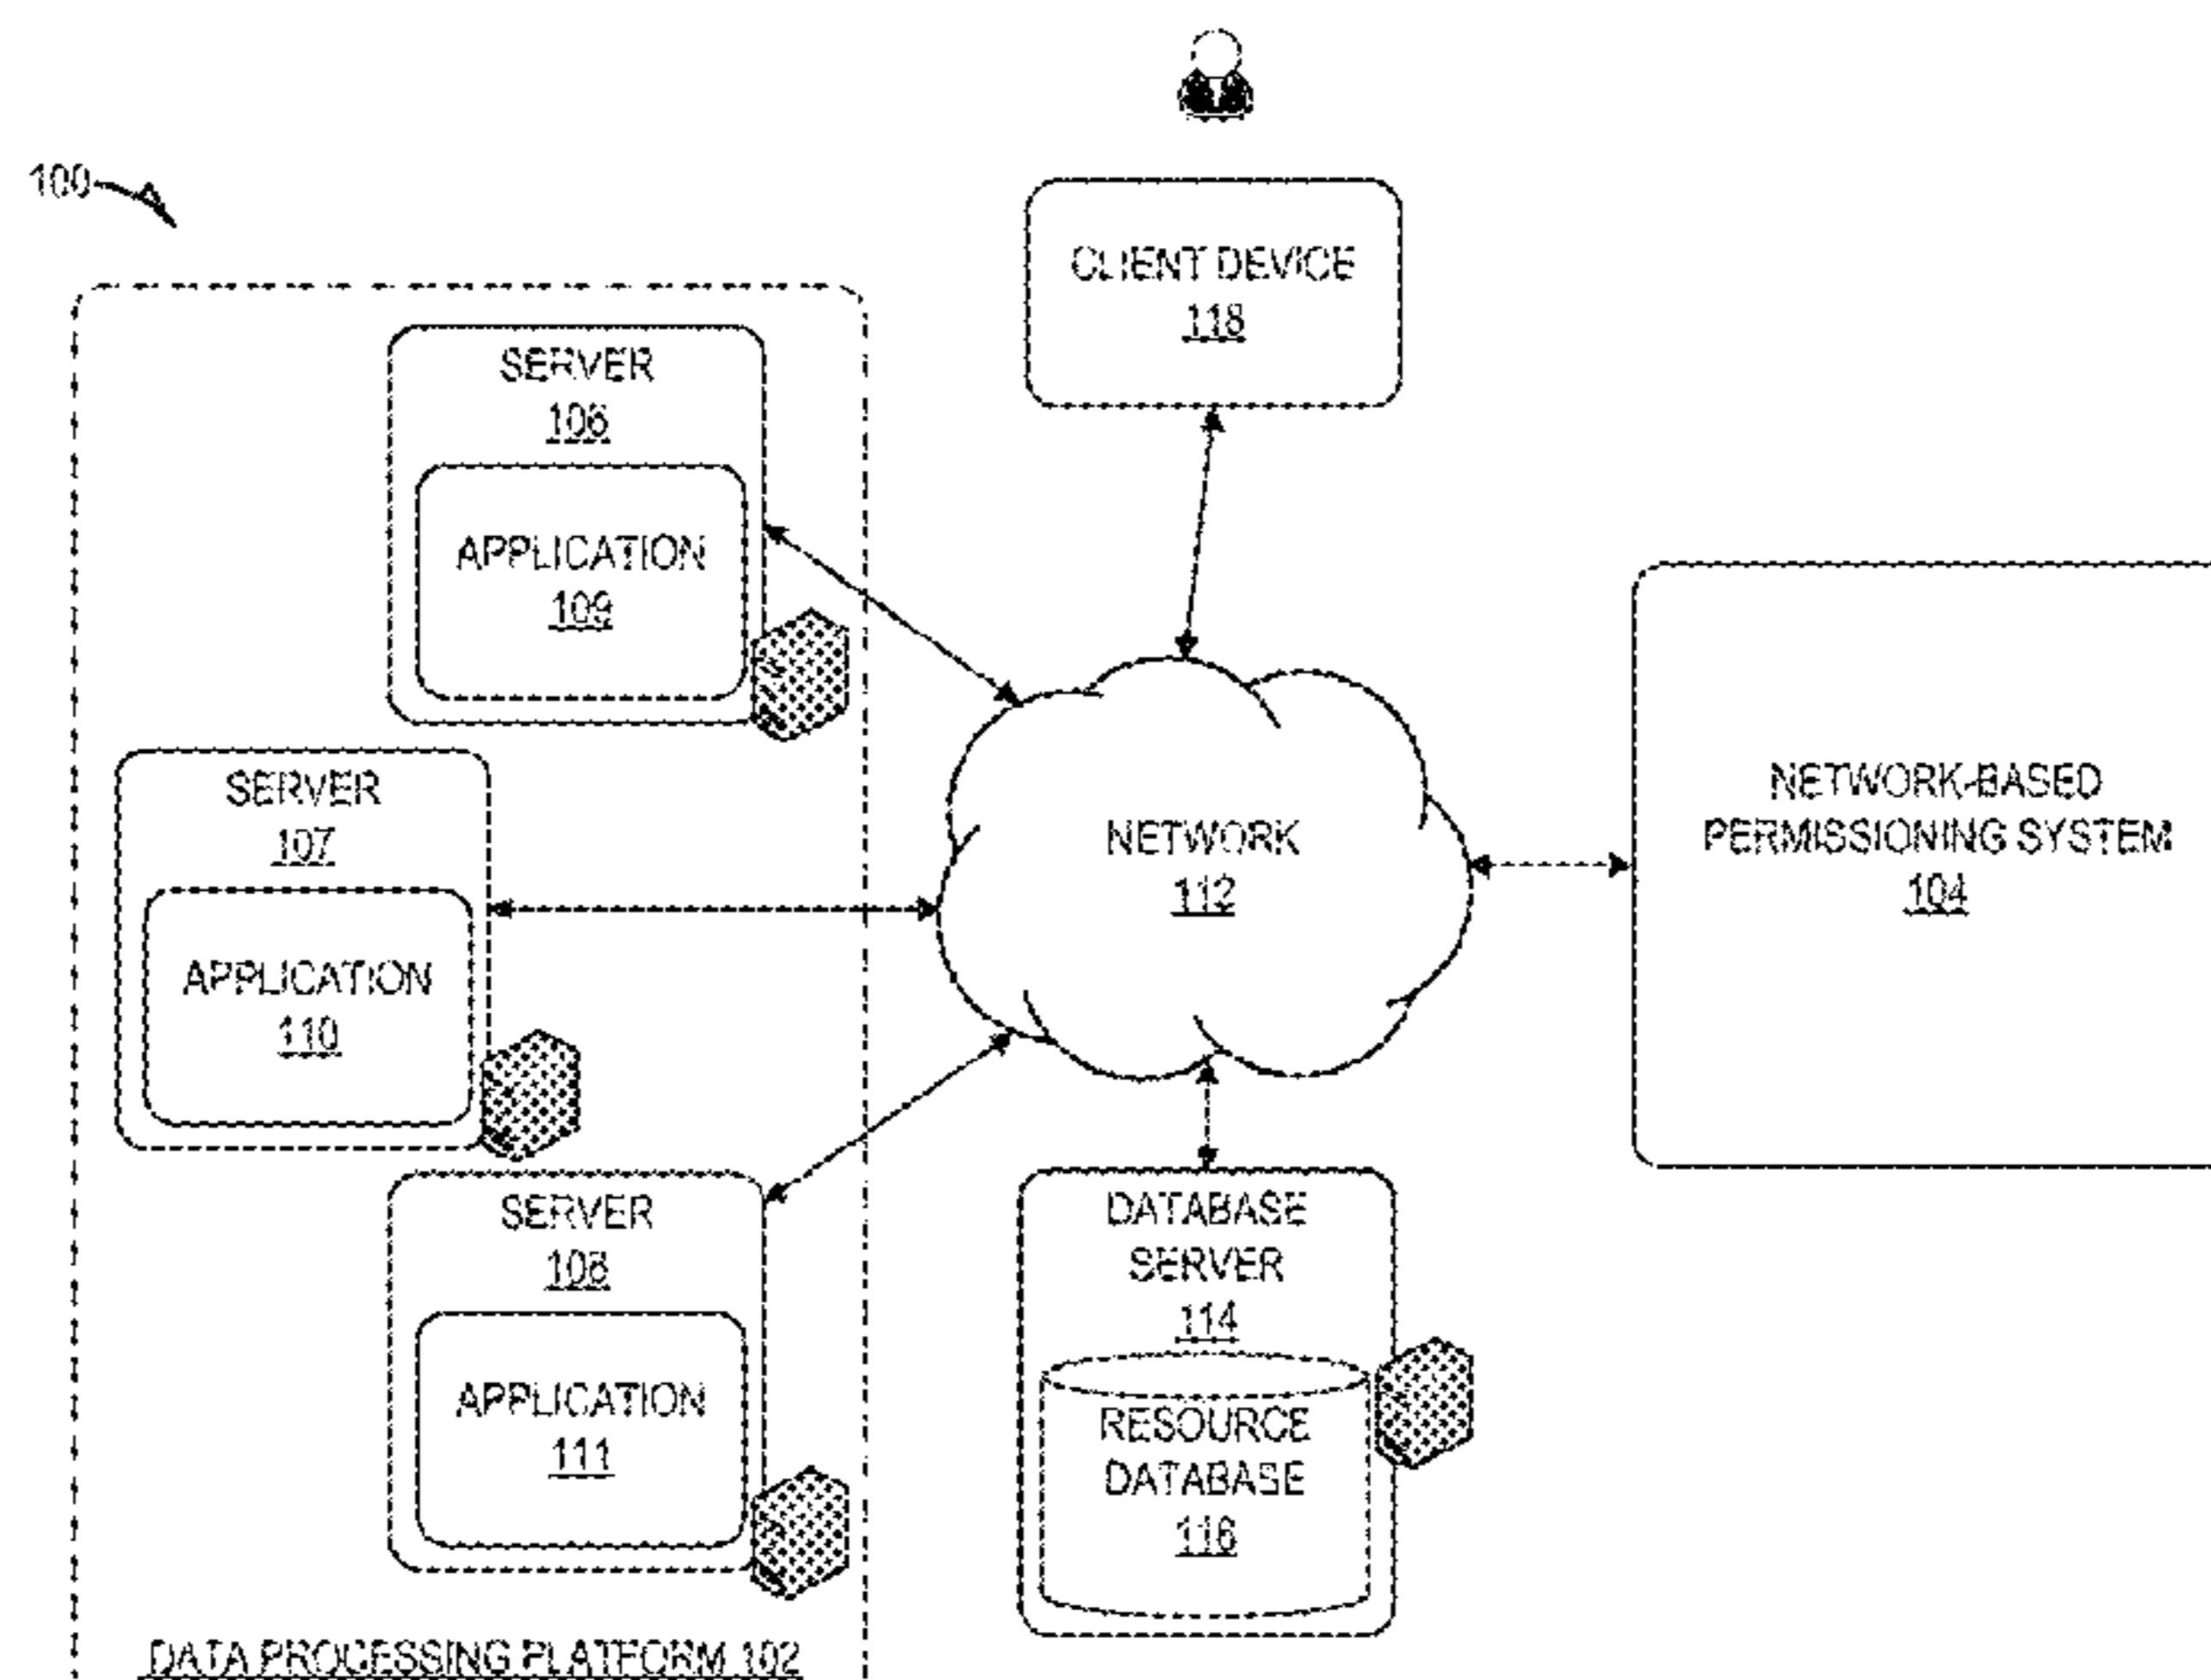 100
CLIENT DEVICE
118
SERVER
106
APPLICATION
109
SERVER
107
APPLICATION
110
SERVER
108
APPLICATION
111
DATA PROCESSING PLATFORM 102
NETWORK
112
NETWORK-BASED
PERMISSIONING SYSTEM
104
DATABASE
SERVER
114
RESOURCE
DATABASE
116